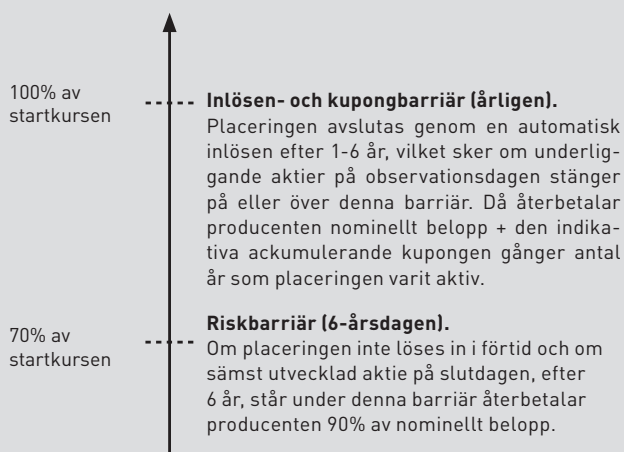 100% av
startkursen
Inlösen- och kupongbarriär (årligen).
Placeringen avslutas genom en automatisk
inlösen efter 1-6 år, vilket sker om underlig-
gande aktier på observationsdagen stänger
på eller över denna barriär. Då återbetalar
producenten nominellt belopp + den indika-
tiva ackumulerande kupongen gånger antal
år som placeringen varit aktiv.
70% av
startkursen
Riskbarriär (6-årsdagen).
Om placeringen inte löses in i förtid och om
sämst utvecklad aktie på slutdagen, efter
6 år, står under denna barriär återbetalar
producenten 90% av nominellt belopp.